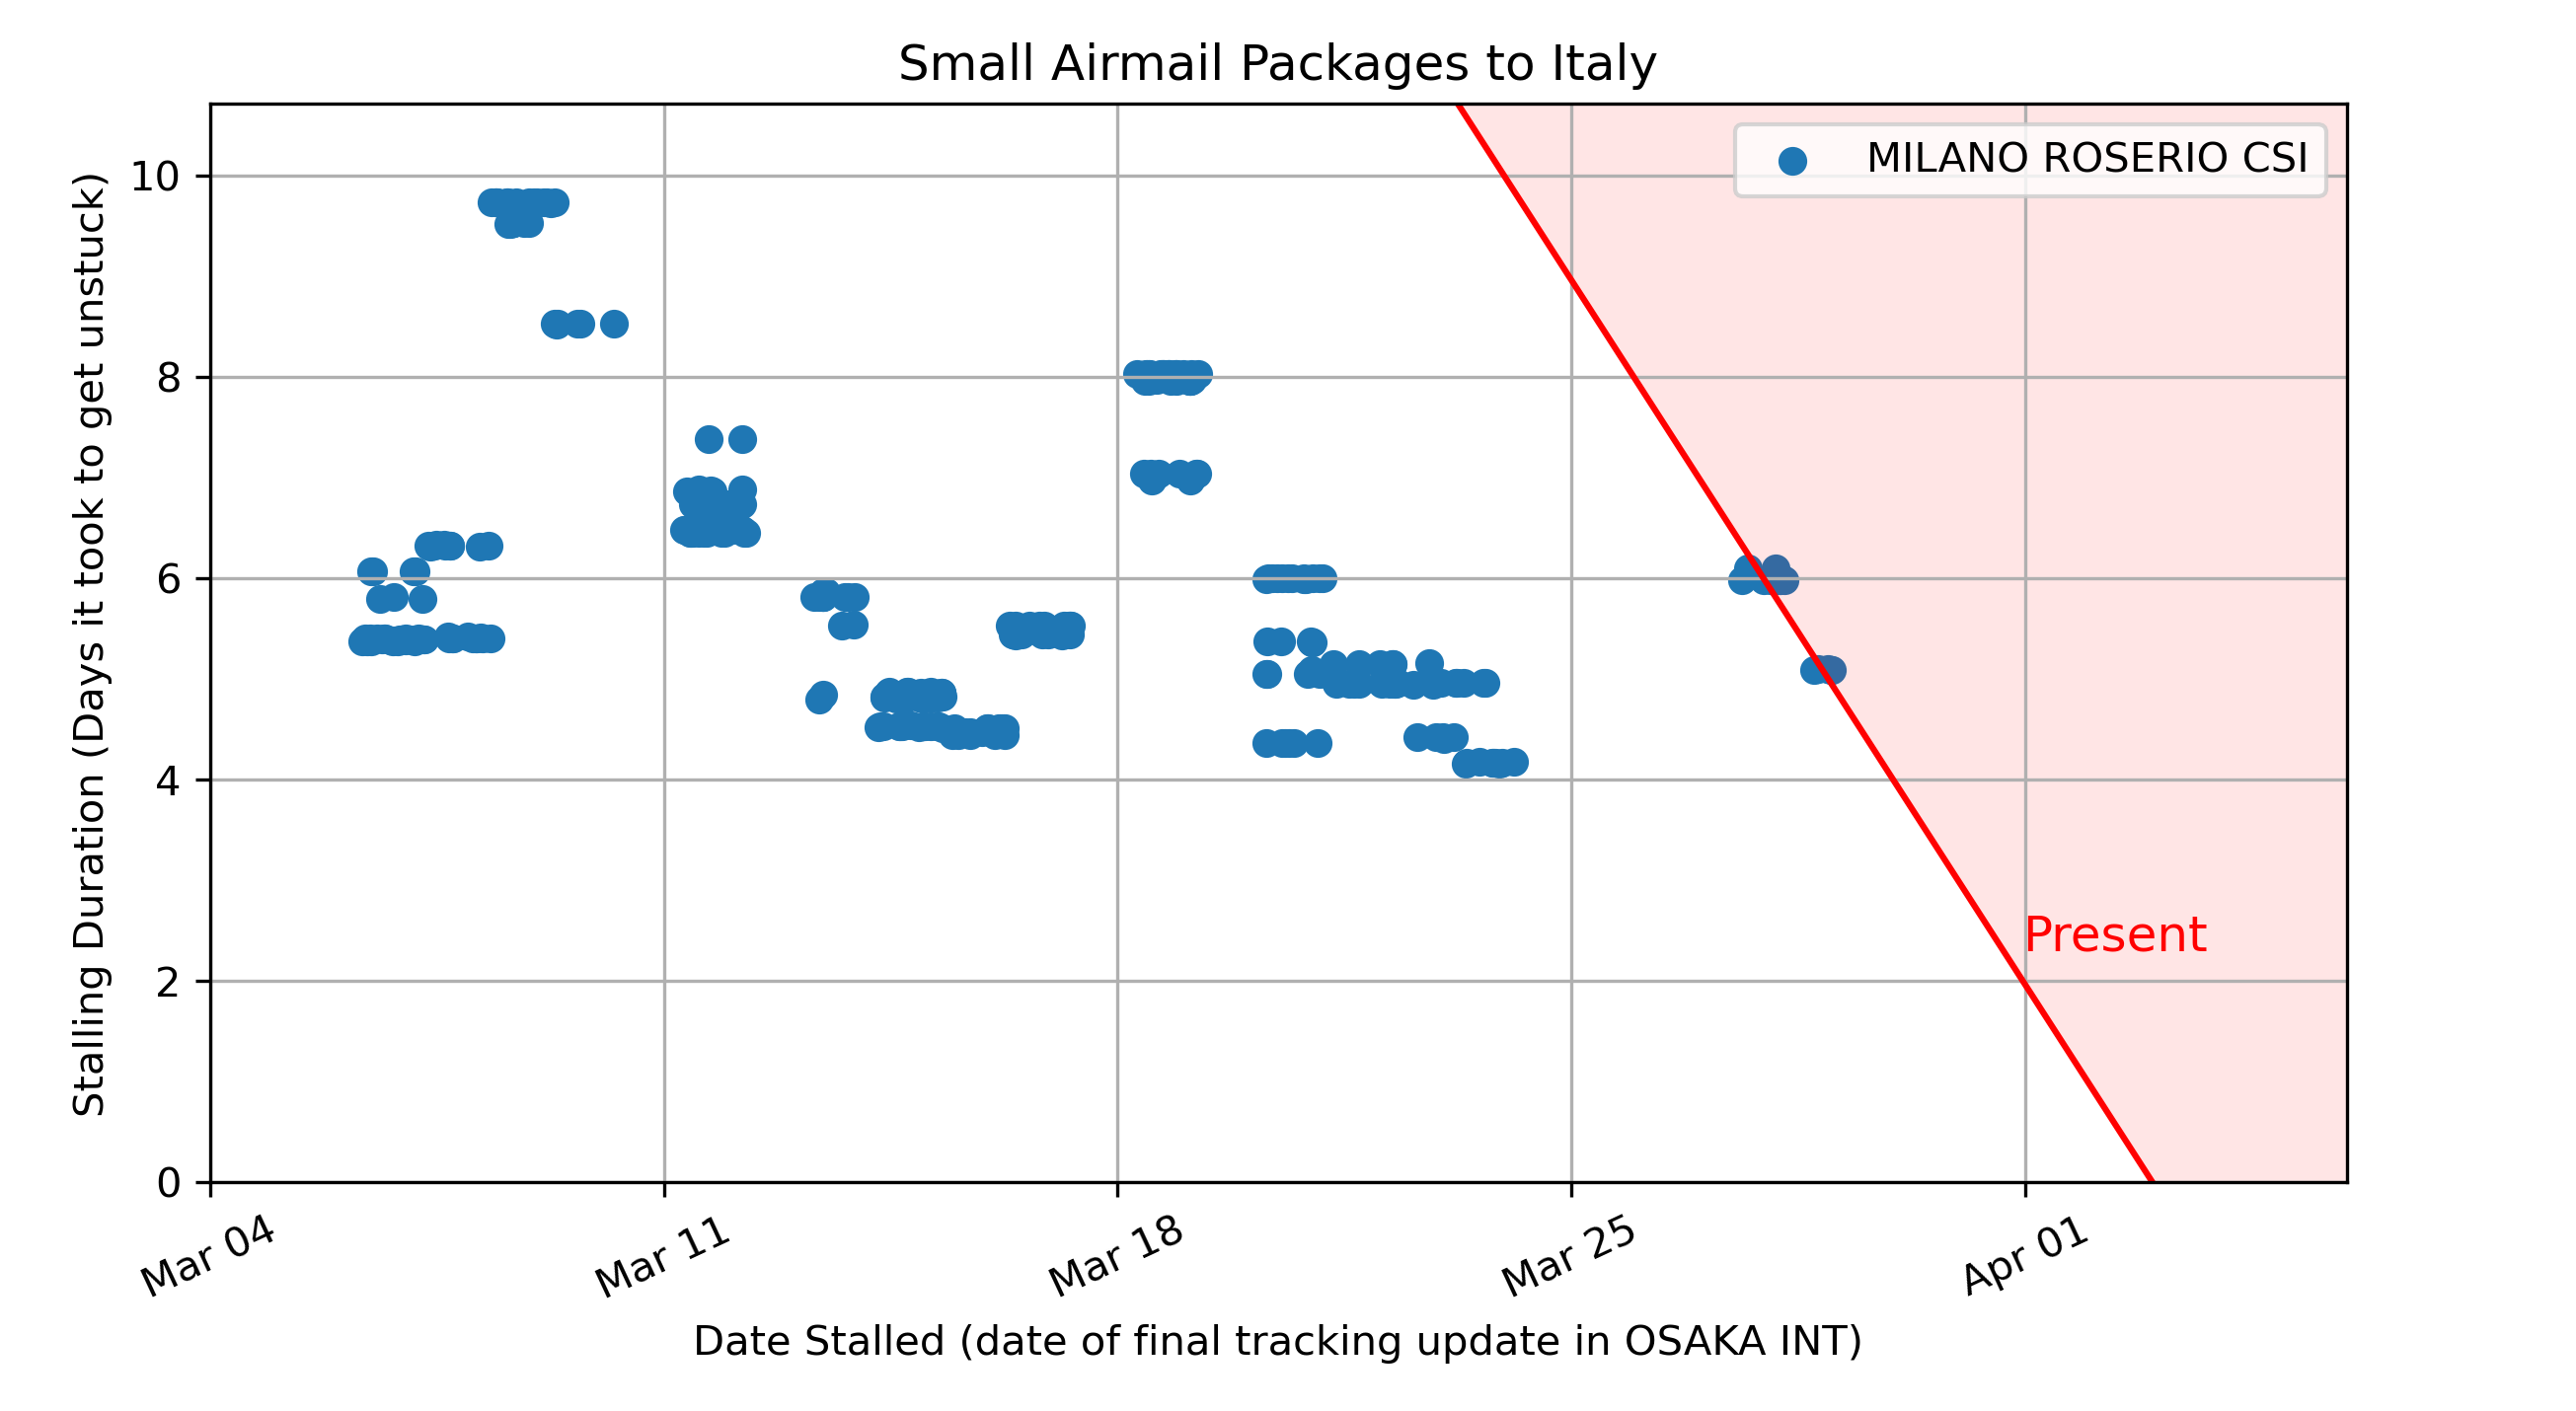 Small Airmail Packages to Italy
MILANO ROSERIO CSI
Stalling Duration (Days it took to get unstuck)
10
8
6
4
2
0
Present
Mar 04
Mar 11
Mar 18
Mar 25
Apr 01
Date Stalled (date of final tracking update in OSAKA INT)